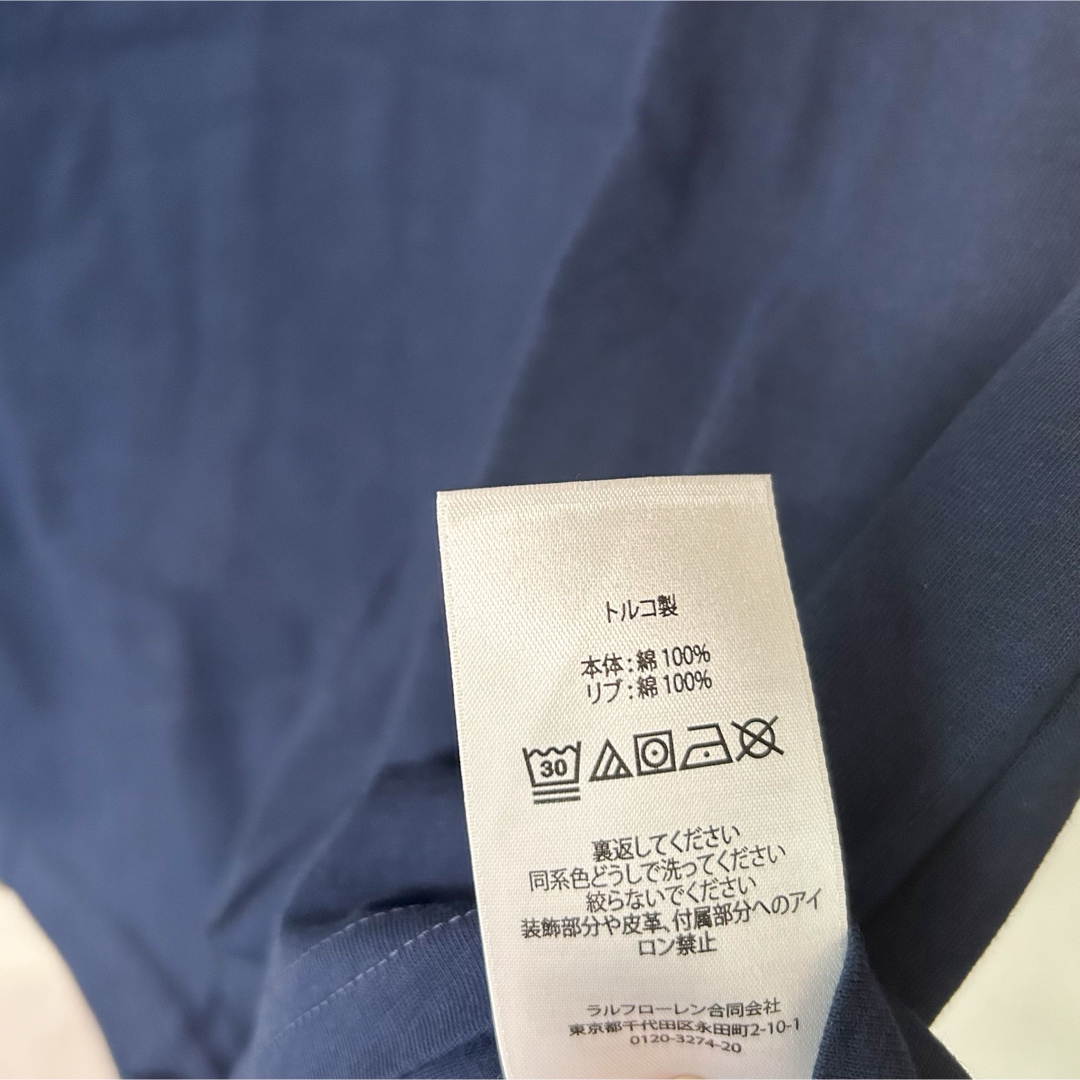 トルコ製
本体：綿 100%
リブ：綿 100%
30
裏返してください
同系色どうしで洗ってください
絞らないでください
装飾部分や皮革、付属部分へのアイ
ロン禁止
ラルフローレン合同会社
東京都千代田区永田町2-10-1
0120-3274-20